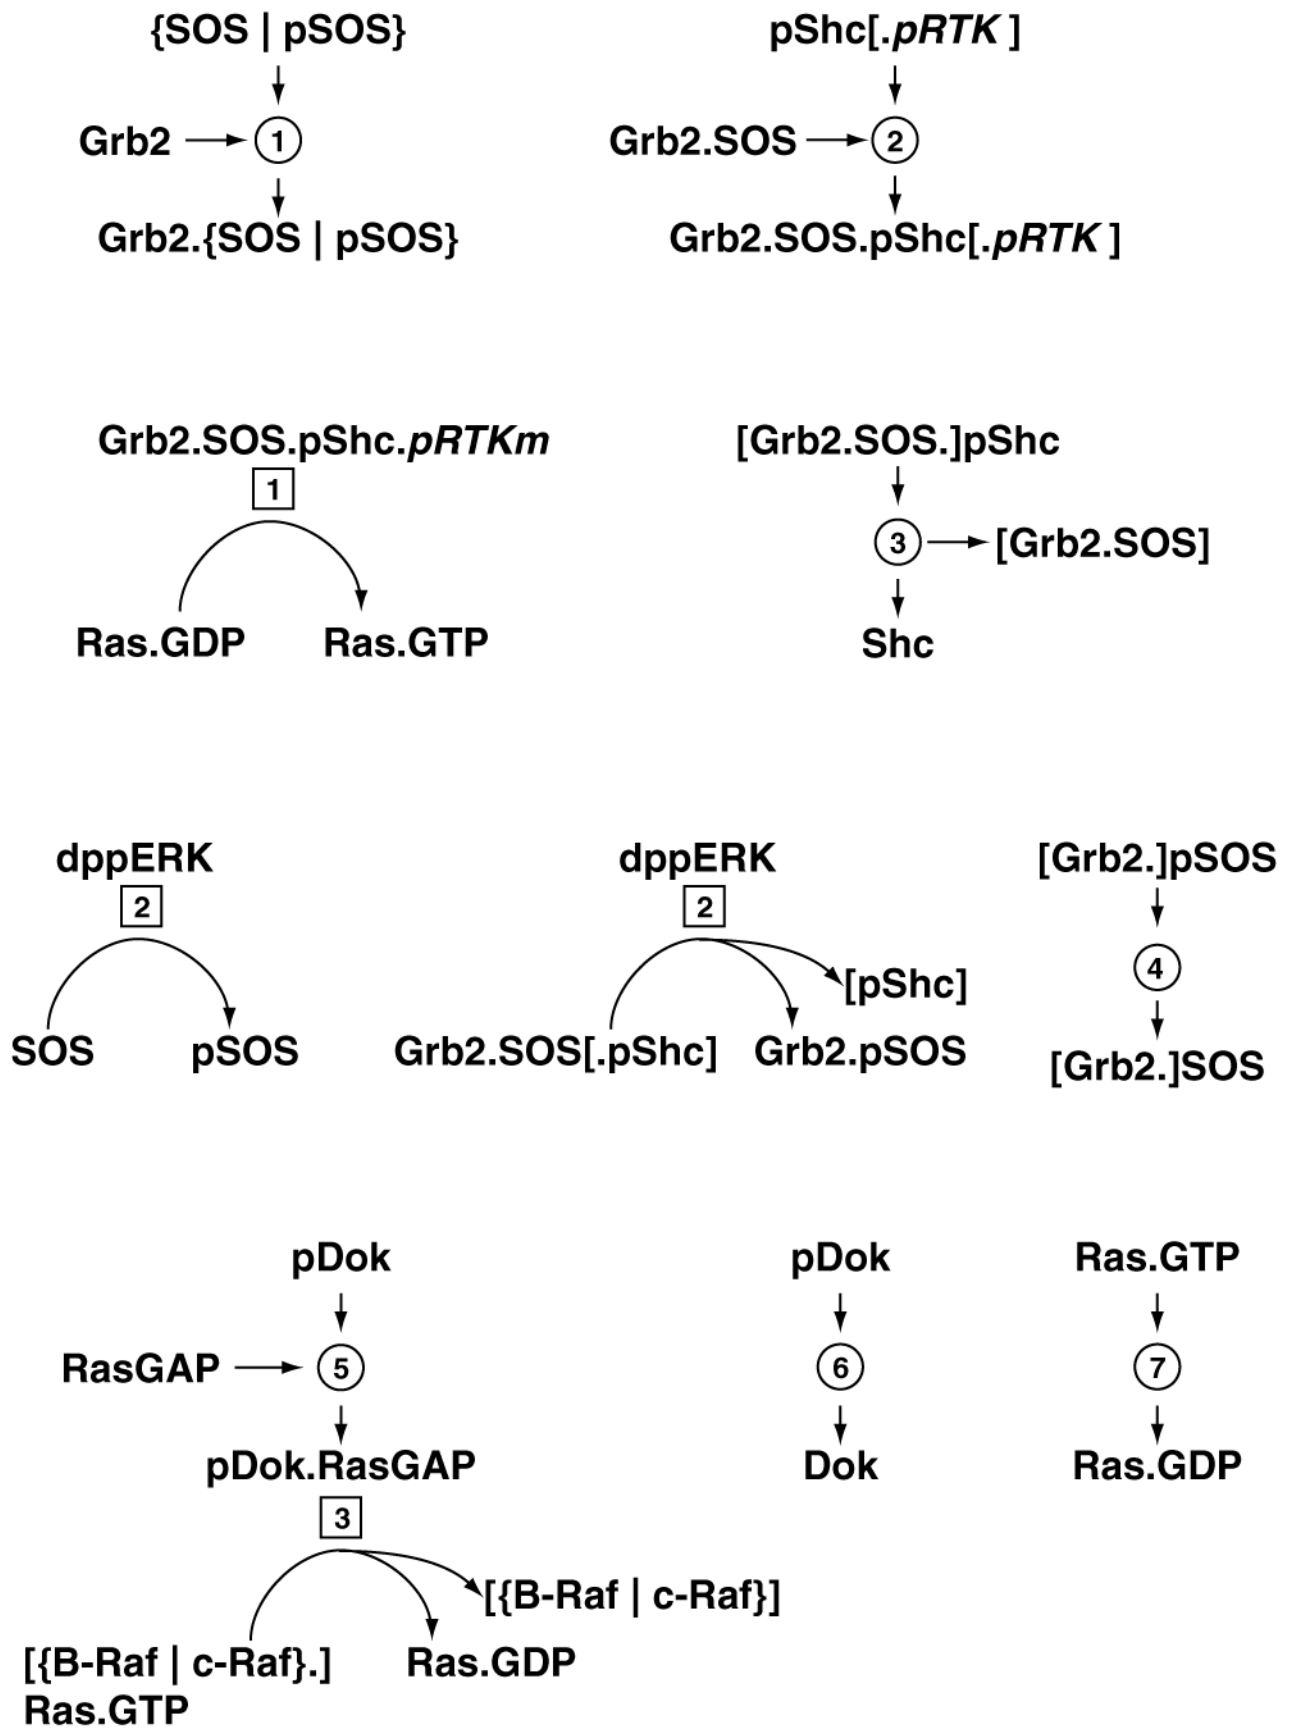 {SOS | pSOS}
Grb2
1
Grb2.{SOS | pSOS}
pShc[.pRTK ]
Grb2.SOS
2
Grb2.SOS.pShc[.pRTK ]
Grb2.SOS.pShc.pRTKm
1
Ras.GDP
Ras.GTP
[Grb2.SOS.]pShc
3
[Grb2.SOS]
Shc
dppERK
2
SOS
pSOS
dppERK
2
[pShc]
Grb2.SOS[.pShc]
Grb2.pSOS
[Grb2.]pSOS
4
[Grb2.]SOS
pDok
RasGAP
5
pDok.RasGAP
3
[{B-Raf | c-Raf}]
[{B-Raf | c-Raf}.]
Ras.GTP
Ras.GDP
pDok
6
Dok
Ras.GTP
7
Ras.GDP